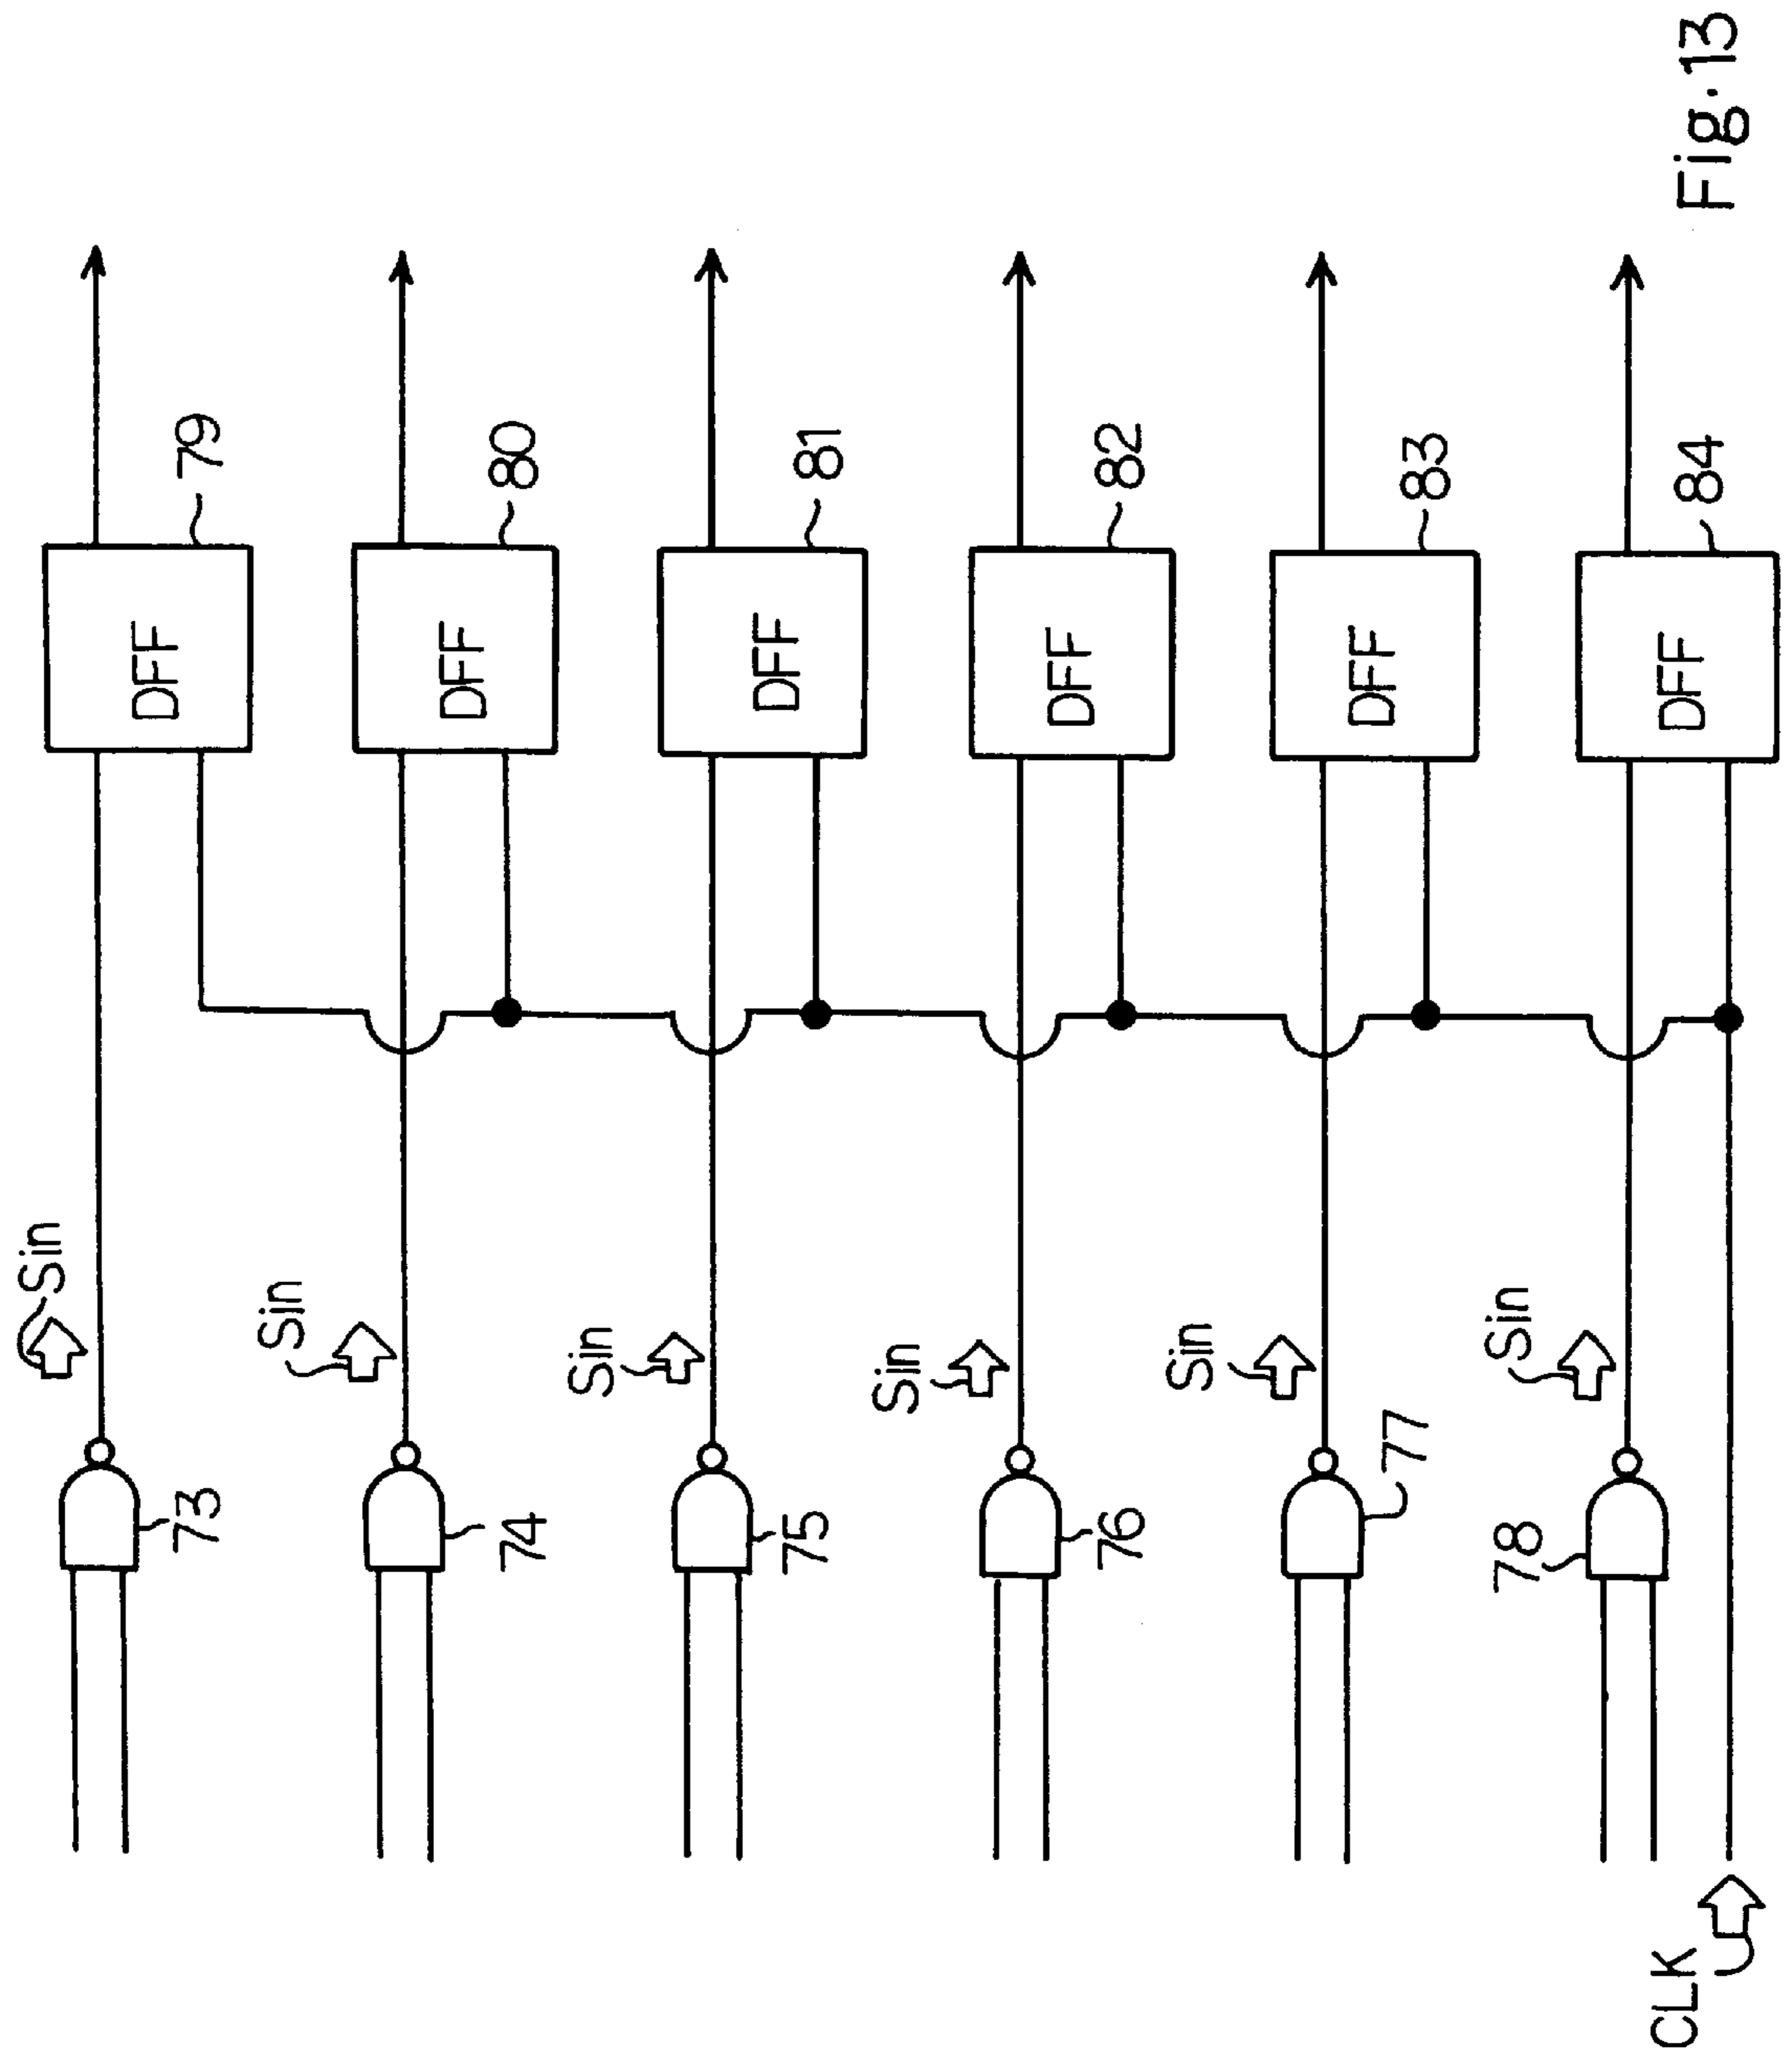 Sin
73
DFF
79
Sin
74
DFF
80
Sin
75
DFF
81
Sin
76
DFF
82
Sin
77
DFF
83
Sin
78
DFF
84
CLK
Fig. 13